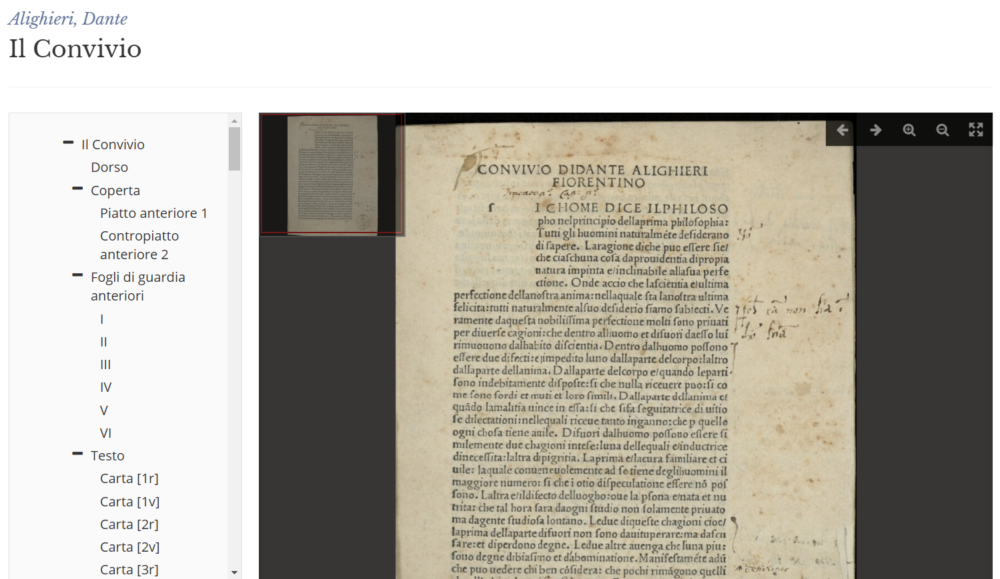 Alighieri, Dante
Il Convivio
Il Convivio
Dorso
Coperta
Piatto anteriore 1
Contropiatto
anteriore 2
Fogli di guardia
anteriori
I
II
III
IV
V
VI
Testo
Carta [1r]
Carta [1v]
Carta [2r]
Carta [2v]
Carta [3r]
CONVIVIO DIDANTE ALIGHIERI
FIORENTINO
ſ I CHOME DICE ILPHILOSO
pho nelprincipio dellaprima philoſophia:
Tutti gli huomini naturalmẽte deſiderano
di ſapere. Laragione diche puo eſſere ſie/
che ciaſchuna coſa daprouidentia dipropia
natura impinta e/inclinabile allaſua perfe
ctione. Onde accio che laſcientia e/ultima
perfectione dellanoſtra anima:nellaquale ſta lanoſtra ultima
felicita:tutti naturalmente alſuo deſiderio ſiamo ſubiecti. Ve
ramente daqueſta nobiliſſima perfectione molti ſono priuati
per diuerſe cagioni:che dentro alhuomo et difuori daeſſo lui
rimuouono dalhabito diſcientia. Dentro dalhuomo poſſono
eſſere due difecti:e/impedito luno dallaparte delcorpo:laltro
dallaparte dellanima. Dallaparte delcorpo e/quando leparti
ſono indebitamente diſpoſte:ſi che nulla riceuere puo:ſi co
me ſono ſordi et muti et loro ſimili. Dallaparte dellanima e/
quãdo lamalitia uince in eſſa:ſi che ſifa ſeguitatrice di uitio
ſe dilectationi:nellequali riceue tanto inganno:che p quelle
ogni choſa tiene auile. Difuori dalhuomo poſſono eſſere ſi
milemente due chagioni inteſe:luna dellequali e/inductrice
dineceſſita:laltra dipigritia. Laprima e/lacura familiare et ci
uile: laquale conueneuolemente ad ſe tiene deglihuomini il
maggiore numero: ſi che i otio diſpeculatione eſſere nõ poſ
ſono. Laltra e/ildifecto delluogho:oue la pſona e/nata et nu
trita: che tal hora ſara daogni ſtudio non ſolamente priuato
ma dagente ſtudioſa lontano. Ledue diqueſte chagioni cioe/
laprima dellaparte difuori non ſono dauituperare:ma daſcu
ſare:et diperdono degne. Ledue altre auenga che luna piu:
ſono degne dibiaſimo et dabominatione. Manifeſtamẽte adũ
che puo uedere chi ben cõſidera: che pochi rimãgono quelli